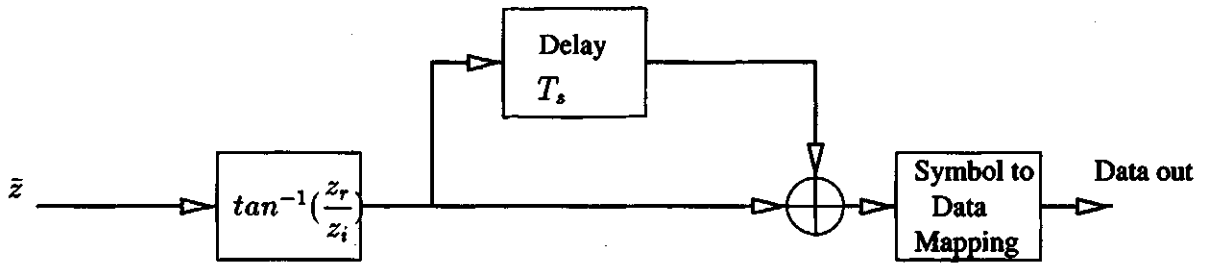 Delay
T_s
z̃
tan⁻¹(z_r/z_i)
Symbol to
Data
Mapping
Data out